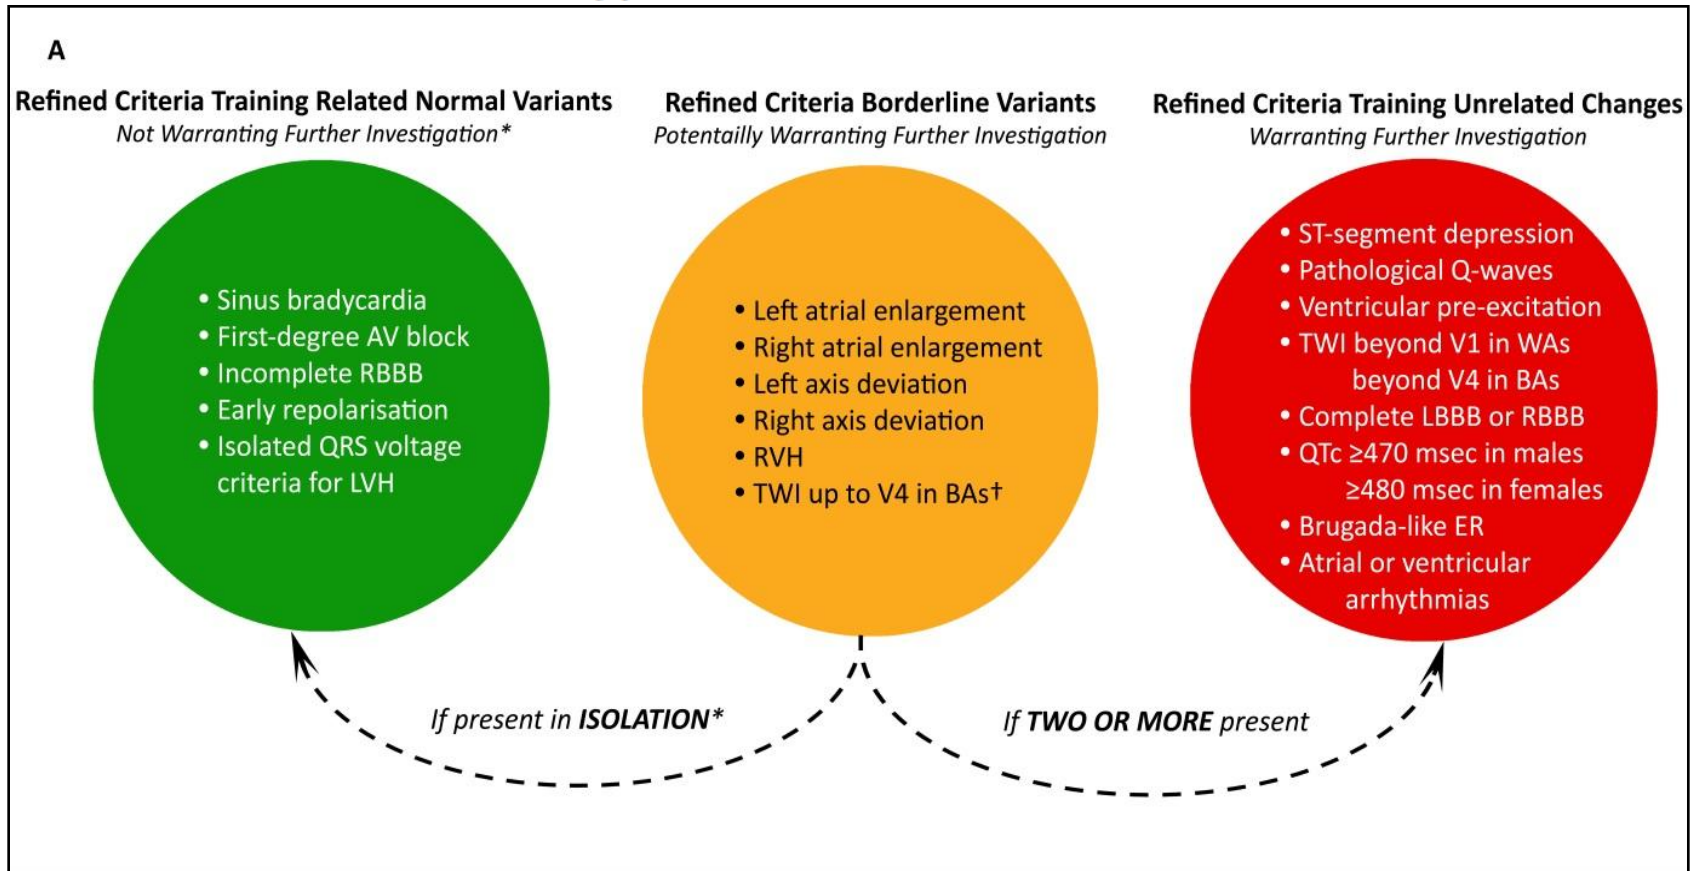 A
Refined Criteria Training Related Normal Variants
Not Warranting Further Investigation*
• Sinus bradycardia
• First-degree AV block
• Incomplete RBBB
• Early repolarisation
• Isolated QRS voltage
criteria for LVH
Refined Criteria Borderline Variants
Potentailly Warranting Further Investigation
• Left atrial enlargement
• Right atrial enlargement
• Left axis deviation
• Right axis deviation
• RVH
• TWI up to V4 in BAs†
Refined Criteria Training Unrelated Changes
Warranting Further Investigation
• ST-segment depression
• Pathological Q-waves
• Ventricular pre-excitation
• TWI beyond V1 in WAs
beyond V4 in BAs
• Complete LBBB or RBBB
• QTc ≥470 msec in males
≥480 msec in females
• Brugada-like ER
• Atrial or ventricular
arrhythmias
If present in ISOLATION*
If TWO OR MORE present